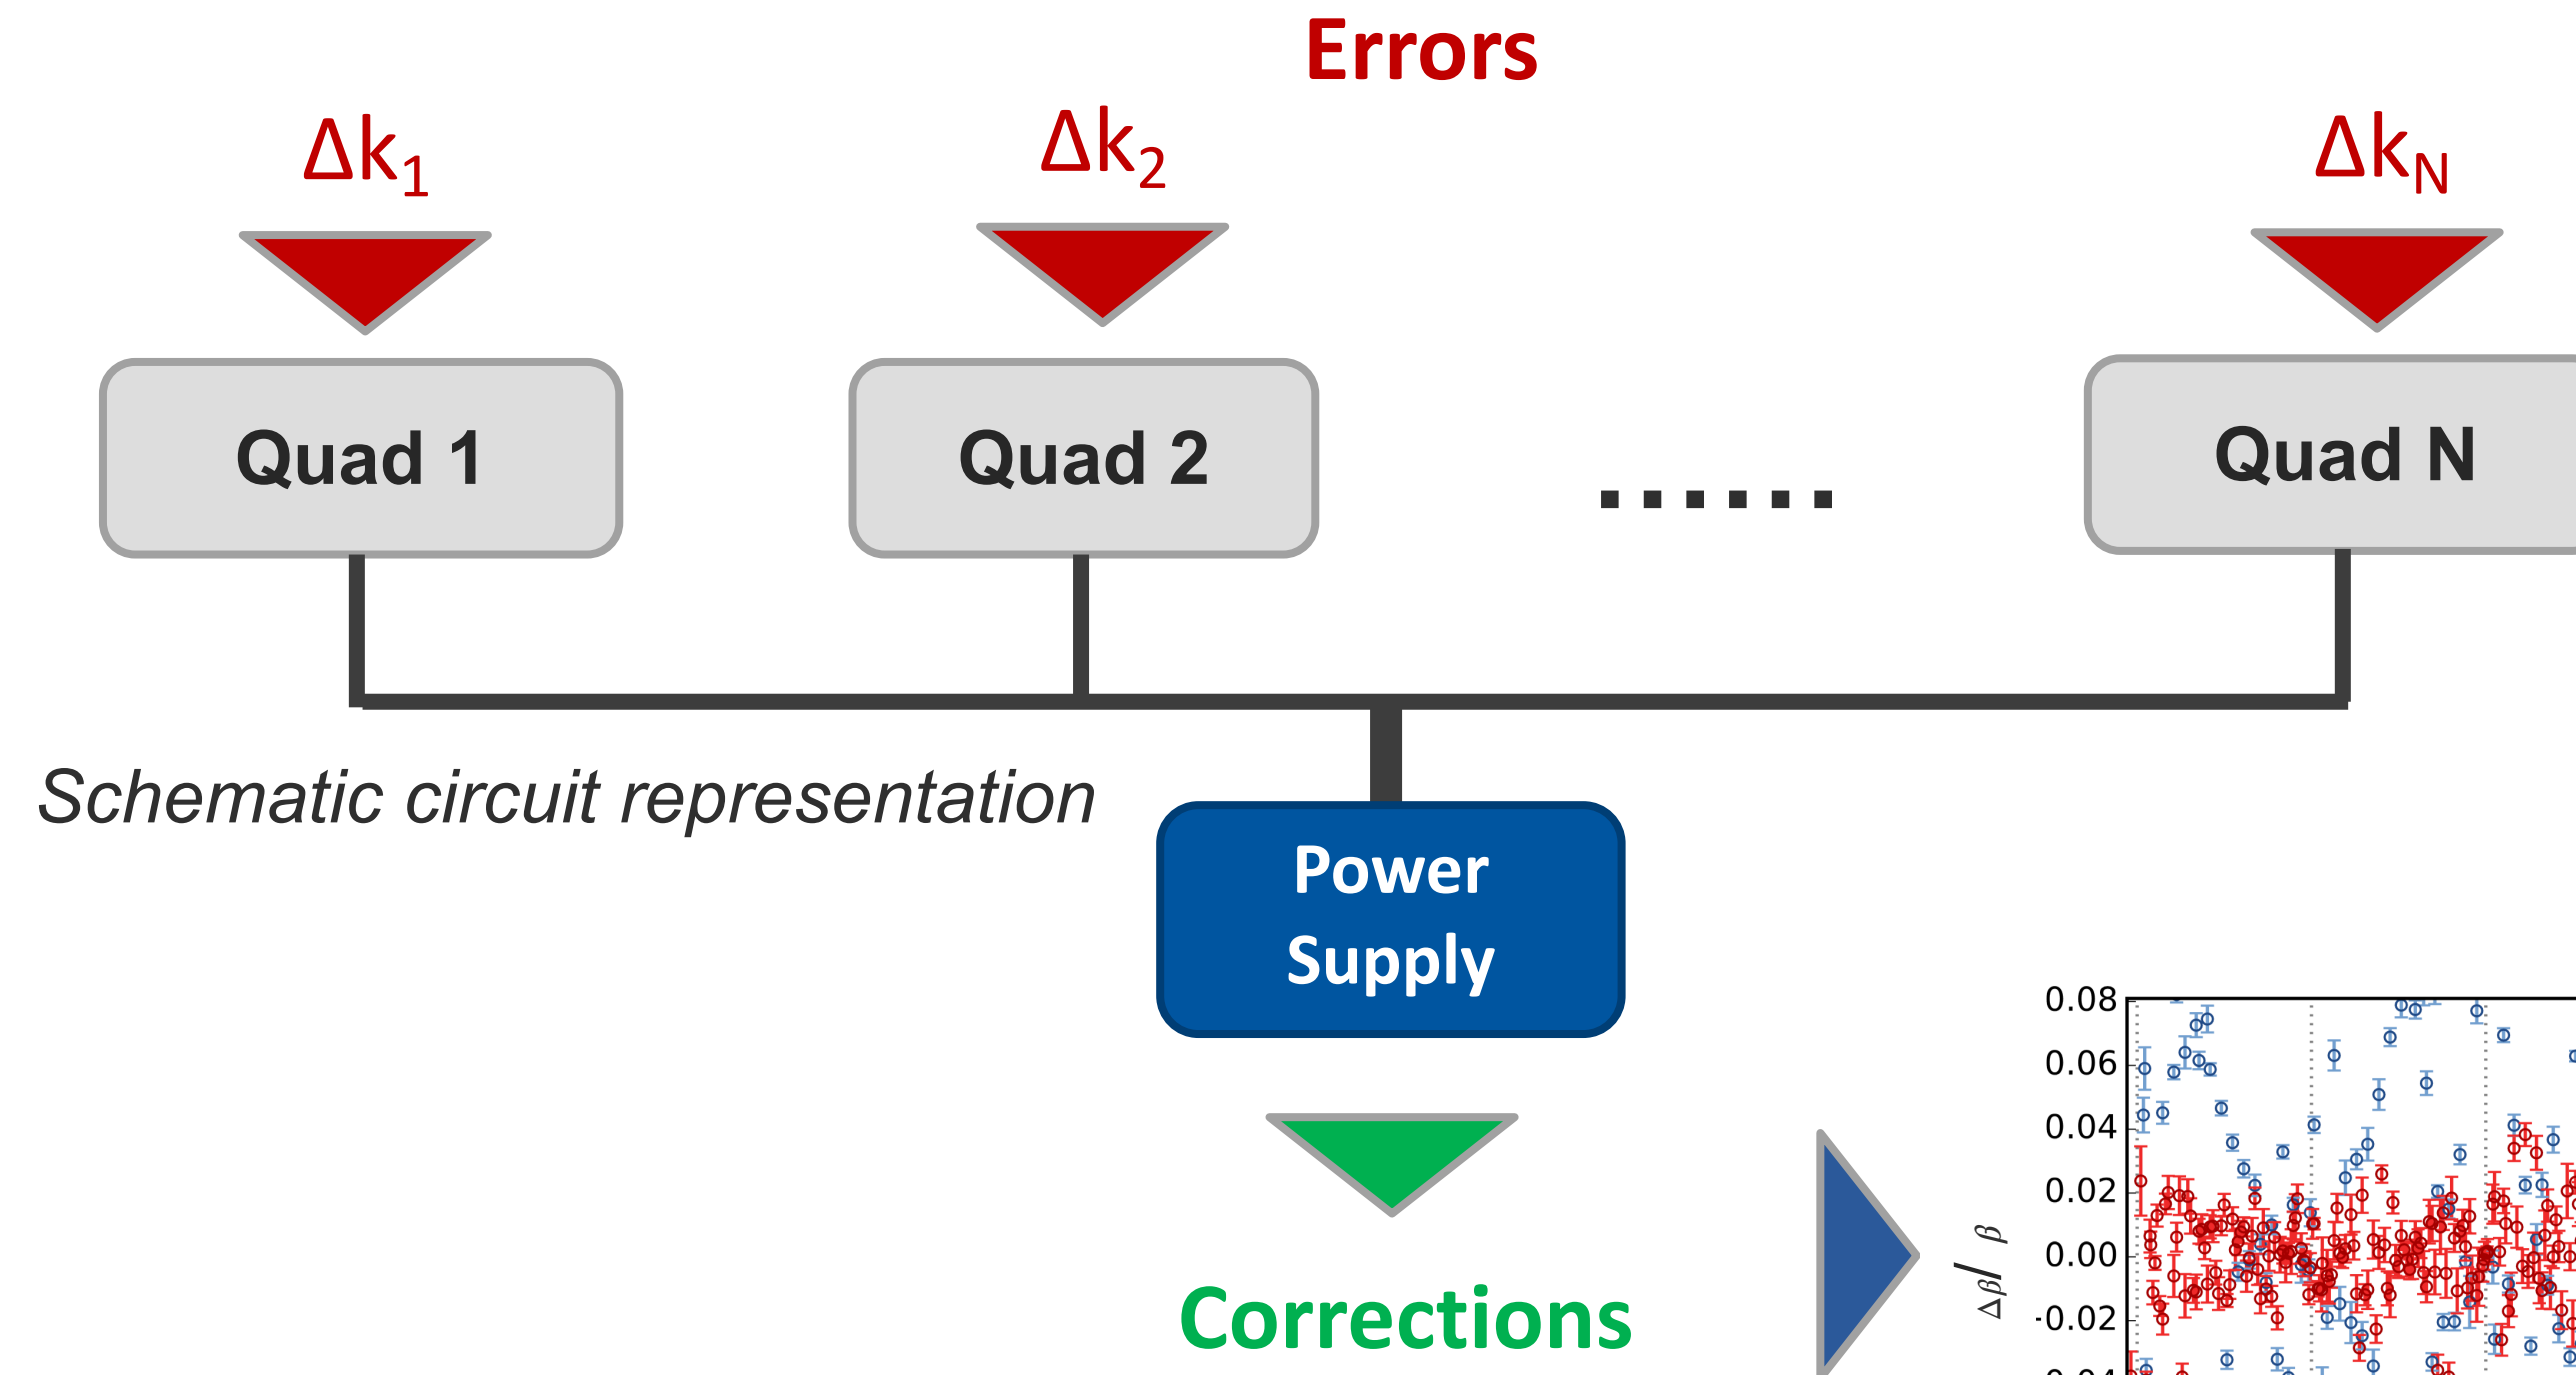 Errors
Δk1
Δk2
ΔkN
Quad 1
Quad 2
......
Quad N
Schematic circuit representation
Power
Supply
Corrections
0.08
0.06
0.04
0.02
0.00
-0.02
Δβ/ β